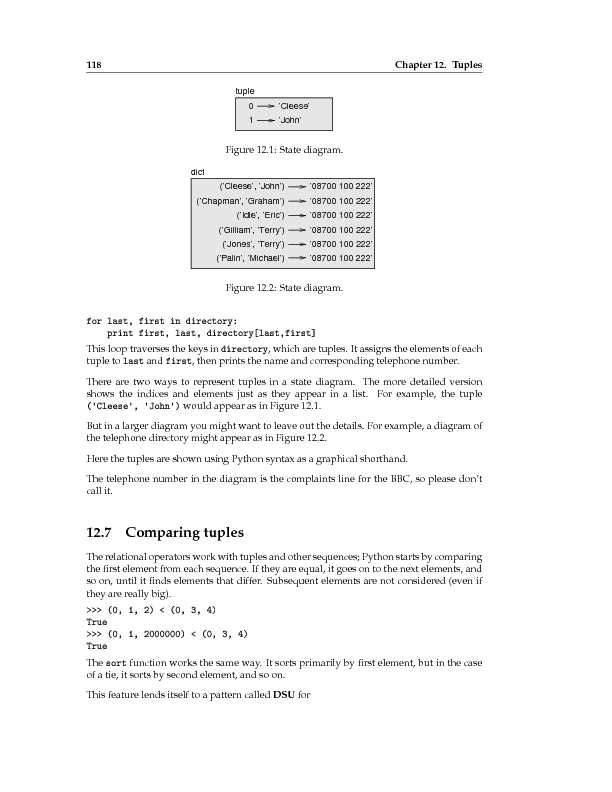 118 Chapter 12. Tuples
tuple
0 'Cleese'
1 'John'
Figure 12.1: State diagram.
dict
('Cleese', 'John') '08700 100 222'
('Chapman', 'Graham') '08700 100 222'
('Idle', 'Eric') '08700 100 222'
('Gilliam', 'Terry') '08700 100 222'
('Jones', 'Terry') '08700 100 222'
('Palin', 'Michael') '08700 100 222'
Figure 12.2: State diagram.
for last, first in directory:
    print first, last, directory[last,first]
This loop traverses the keys in directory, which are tuples. It assigns the elements of each
tuple to last and first, then prints the name and corresponding telephone number.
There are two ways to represent tuples in a state diagram. The more detailed version
shows the indices and elements just as they appear in a list. For example, the tuple
('Cleese', 'John') would appear as in Figure 12.1.
But in a larger diagram you might want to leave out the details. For example, a diagram of
the telephone directory might appear as in Figure 12.2.
Here the tuples are shown using Python syntax as a graphical shorthand.
The telephone number in the diagram is the complaints line for the BBC, so please don't
call it.
12.7 Comparing tuples
The relational operators work with tuples and other sequences; Python starts by comparing
the first element from each sequence. If they are equal, it goes on to the next elements, and
so on, until it finds elements that differ. Subsequent elements are not considered (even if
they are really big).
>>> (0, 1, 2) < (0, 3, 4)
True
>>> (0, 1, 2000000) < (0, 3, 4)
True
The sort function works the same way. It sorts primarily by first element, but in the case
of a tie, it sorts by second element, and so on.
This feature lends itself to a pattern called DSU for